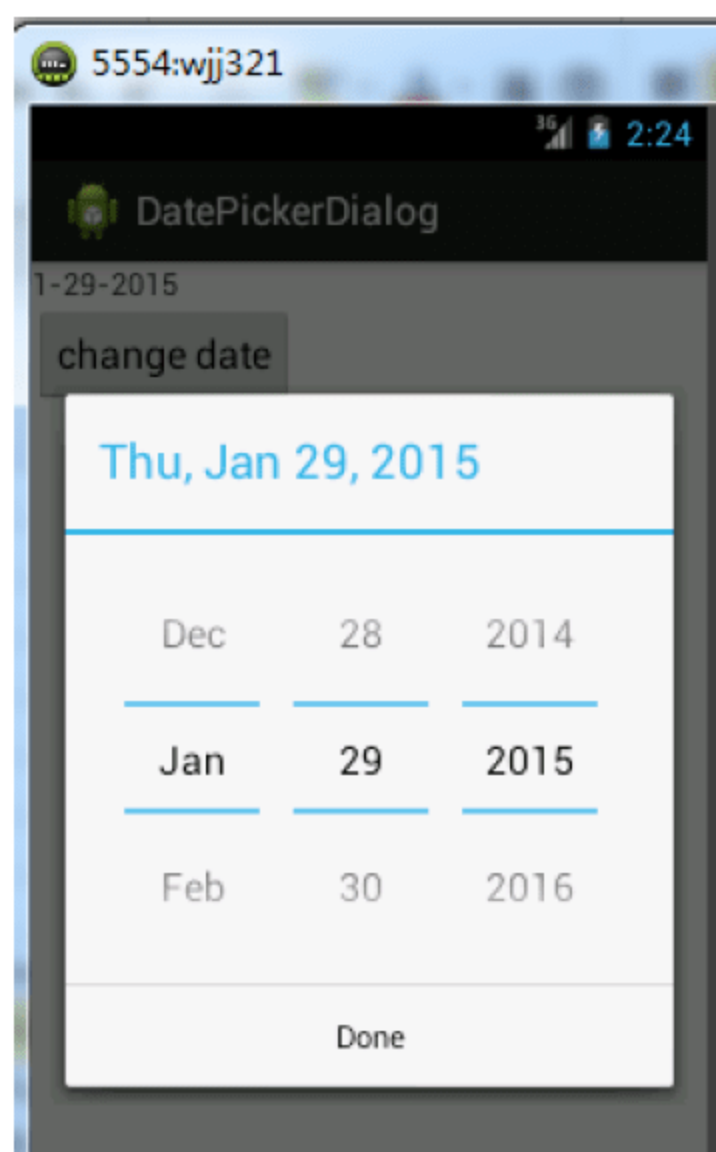 5554:wjj321
3G 2:24
DatePickerDialog
1-29-2015
change date
Thu, Jan 29, 2015
Dec 28 2014
Jan 29 2015
Feb 30 2016
Done